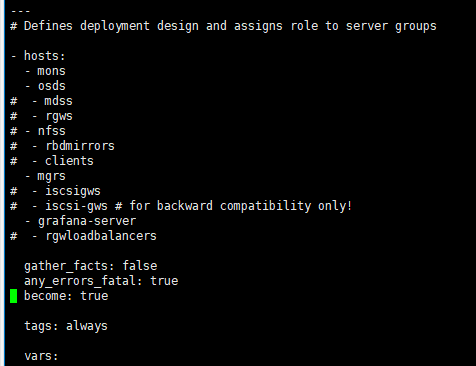 ---
# Defines deployment design and assigns role to server groups
- hosts:
  - mons
  - osds
#  - mdss
#  - rgws
# - nfss
#  - rbdmirrors
#  - clients
  - mgrs
#  - iscsigws
#  - iscsi-gws # for backward compatibility only!
  - grafana-server
#  - rgwloadbalancers
  gather_facts: false
  any_errors_fatal: true
  become: true
  tags: always
  vars: